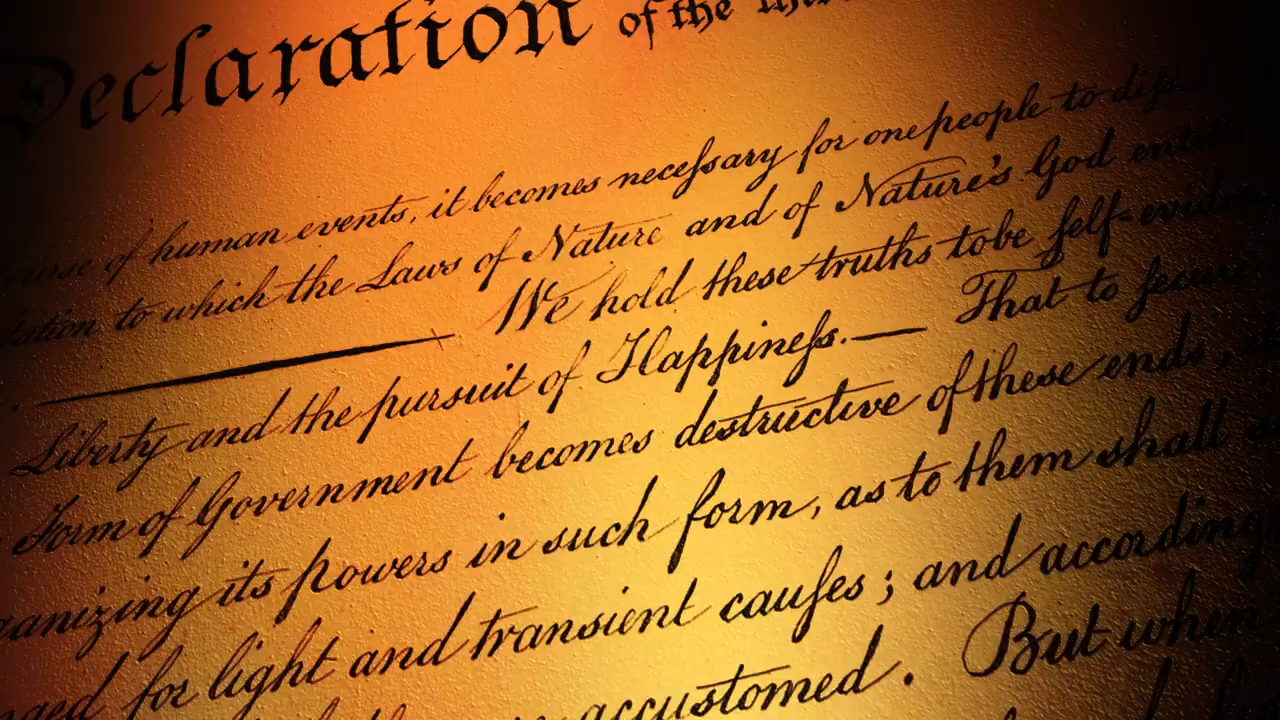 Declaration of the
course of human events, it becomes neceſsary for one people to
to which the Laws of Nature and of Nature's God
We hold these truths to be ſelf-evident
Liberty and the pursuit of Happineſs.— That to ſecure
Form of Government becomes destructive of these ends,
its powers in such form, as to them shall
for light and transient cauſes; and according
accustomed. But when